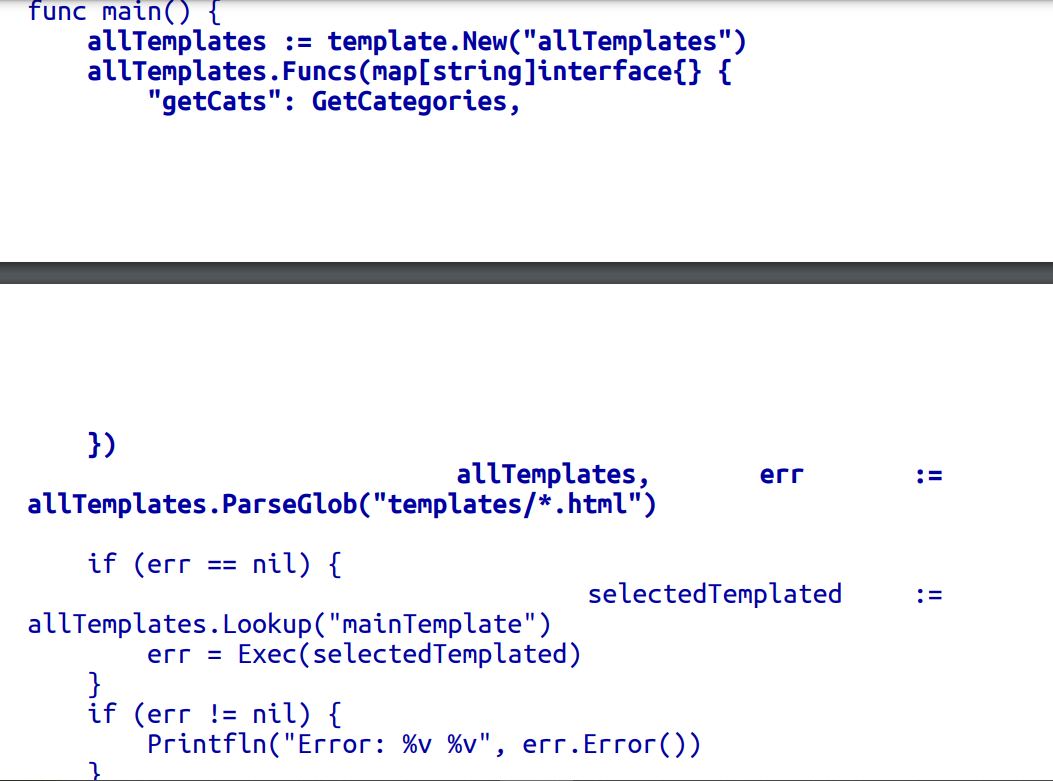 func main() {
    allTemplates := template.New("allTemplates")
    allTemplates.Funcs(map[string]interface{} {
        "getCats": GetCategories,
    })
allTemplates, err :=
allTemplates.ParseGlob("templates/*.html")
    if (err == nil) {
selectedTemplated :=
allTemplates.Lookup("mainTemplate")
        err = Exec(selectedTemplated)
    }
    if (err != nil) {
        Printfln("Error: %v %v", err.Error())
    }